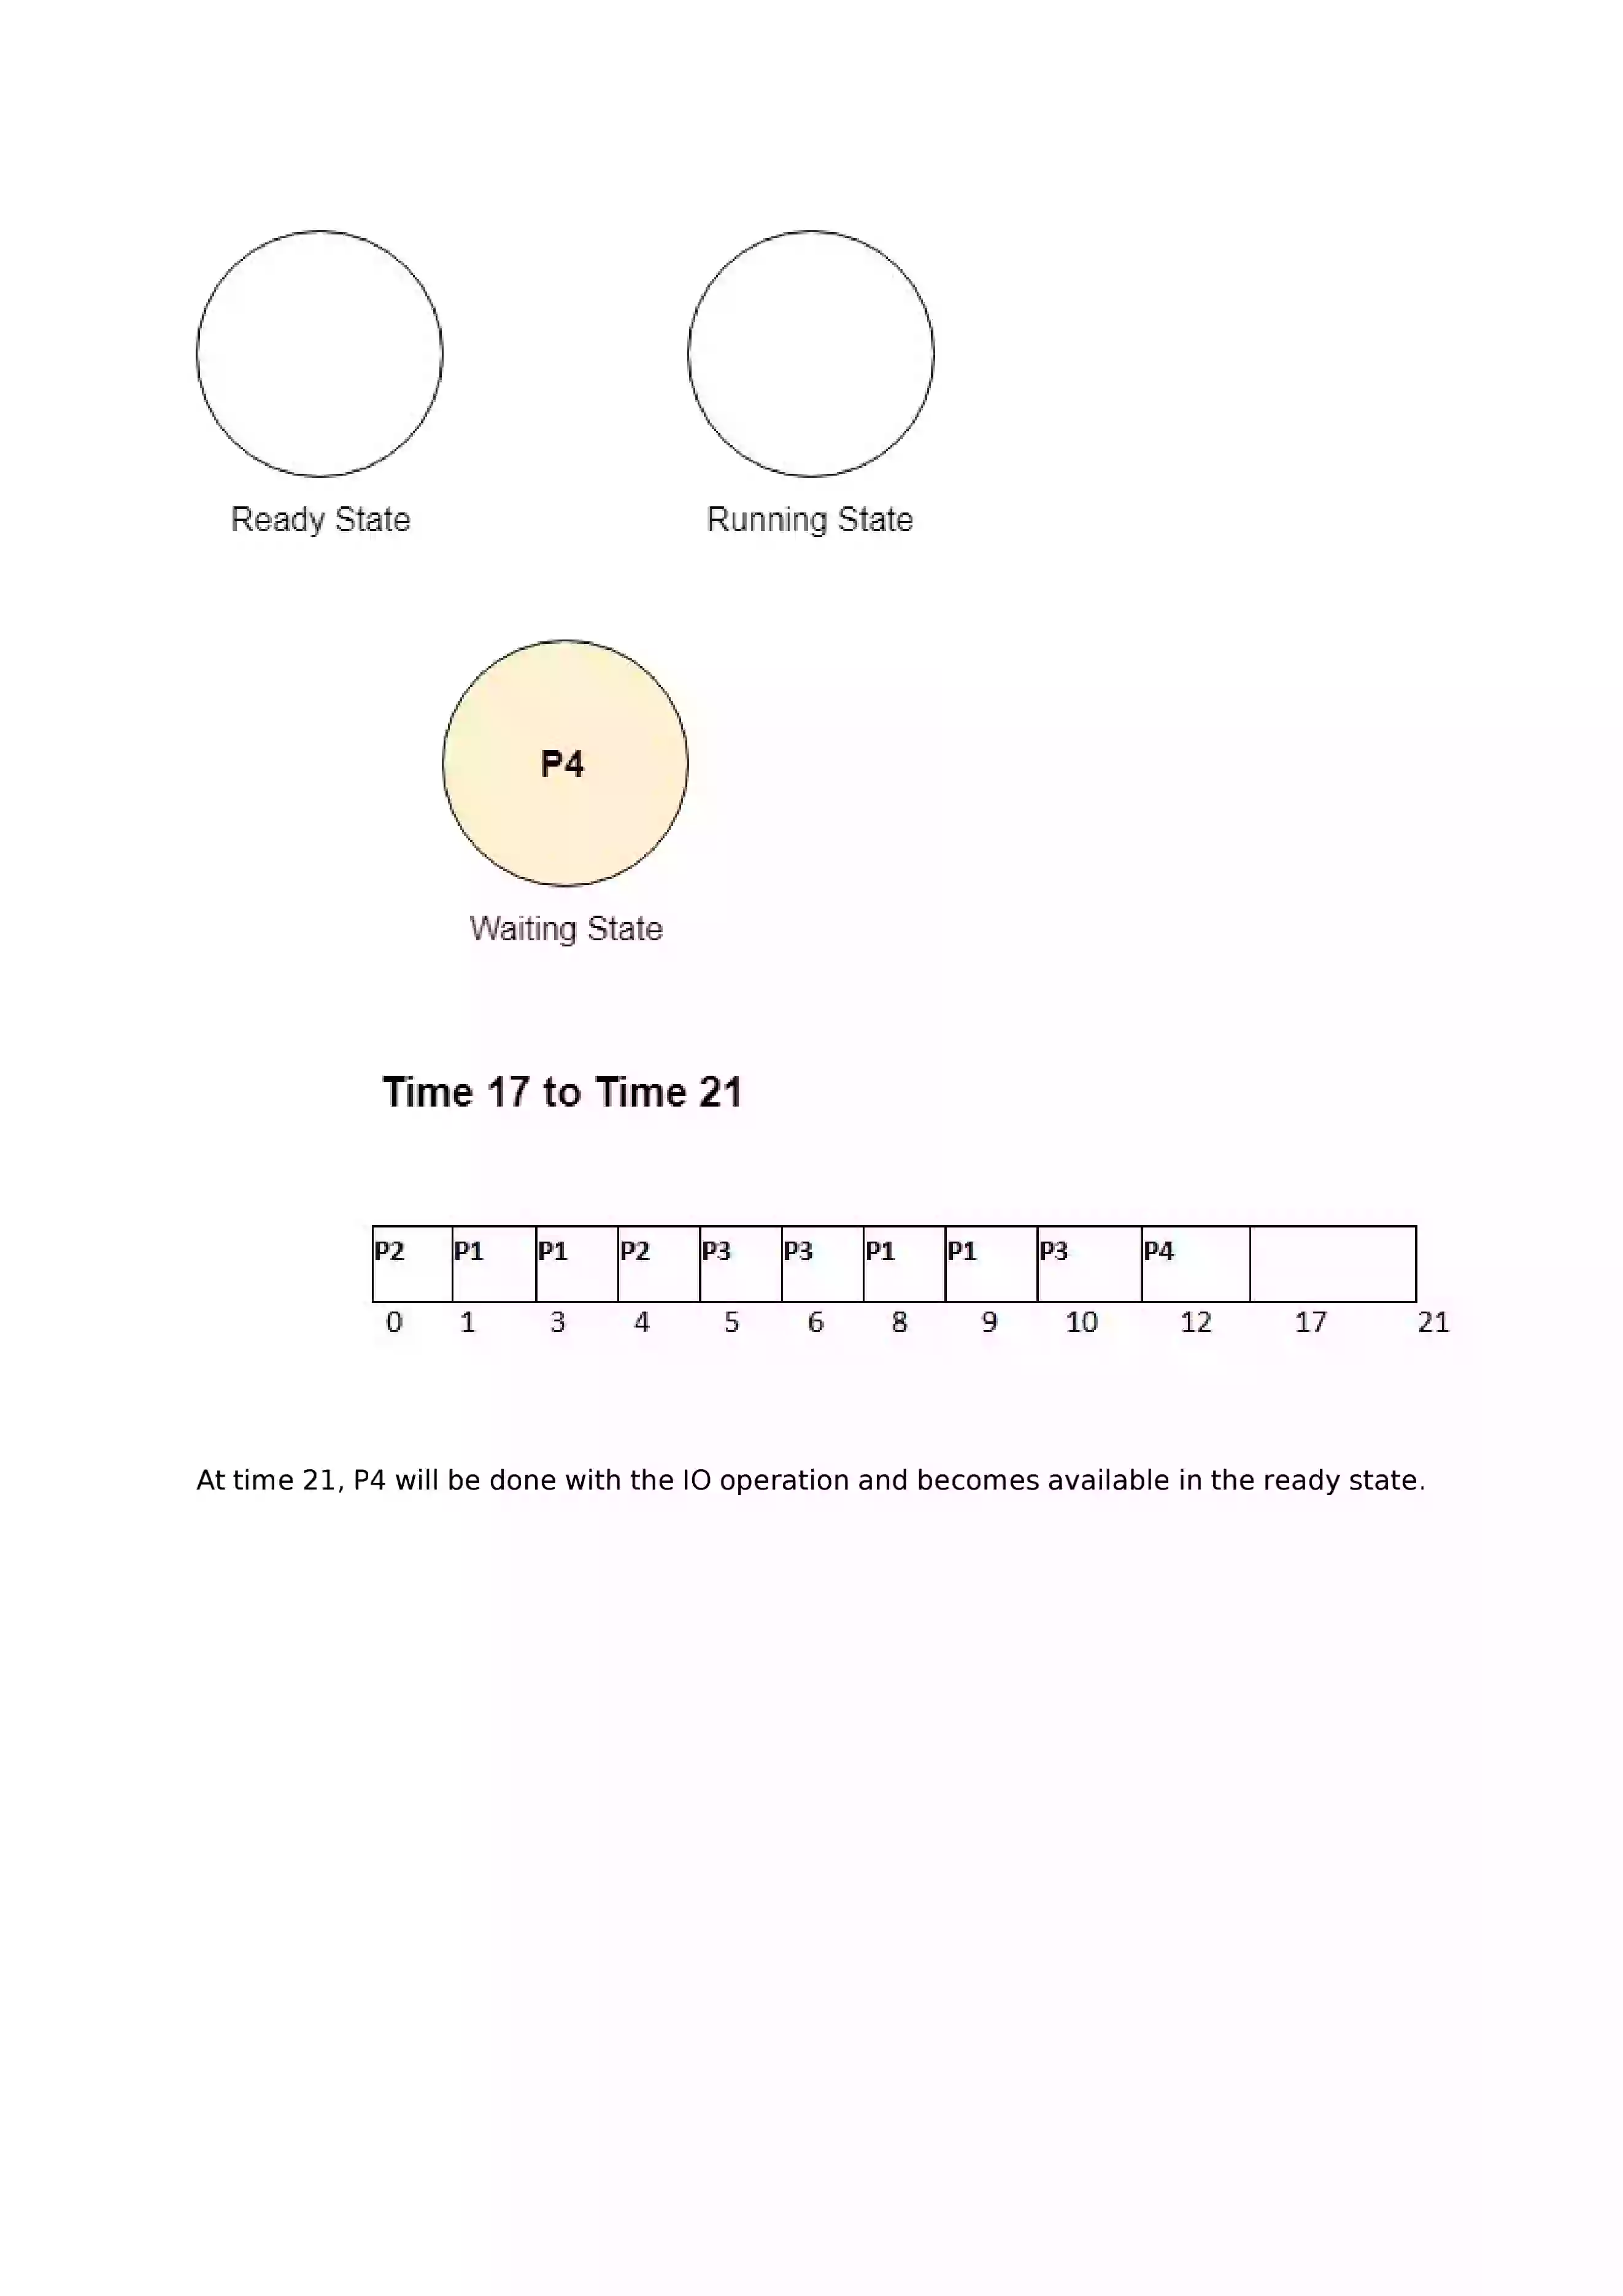 Ready State Running State
P4
Waiting State
Time 17 to Time 21
P2 P1 P1 P2 P3 P3 P1 P1 P3 P4
0 1 3 4 5 6 8 9 10 12 17 21
At time 21, P4 will be done with the IO operation and becomes available in the ready state.